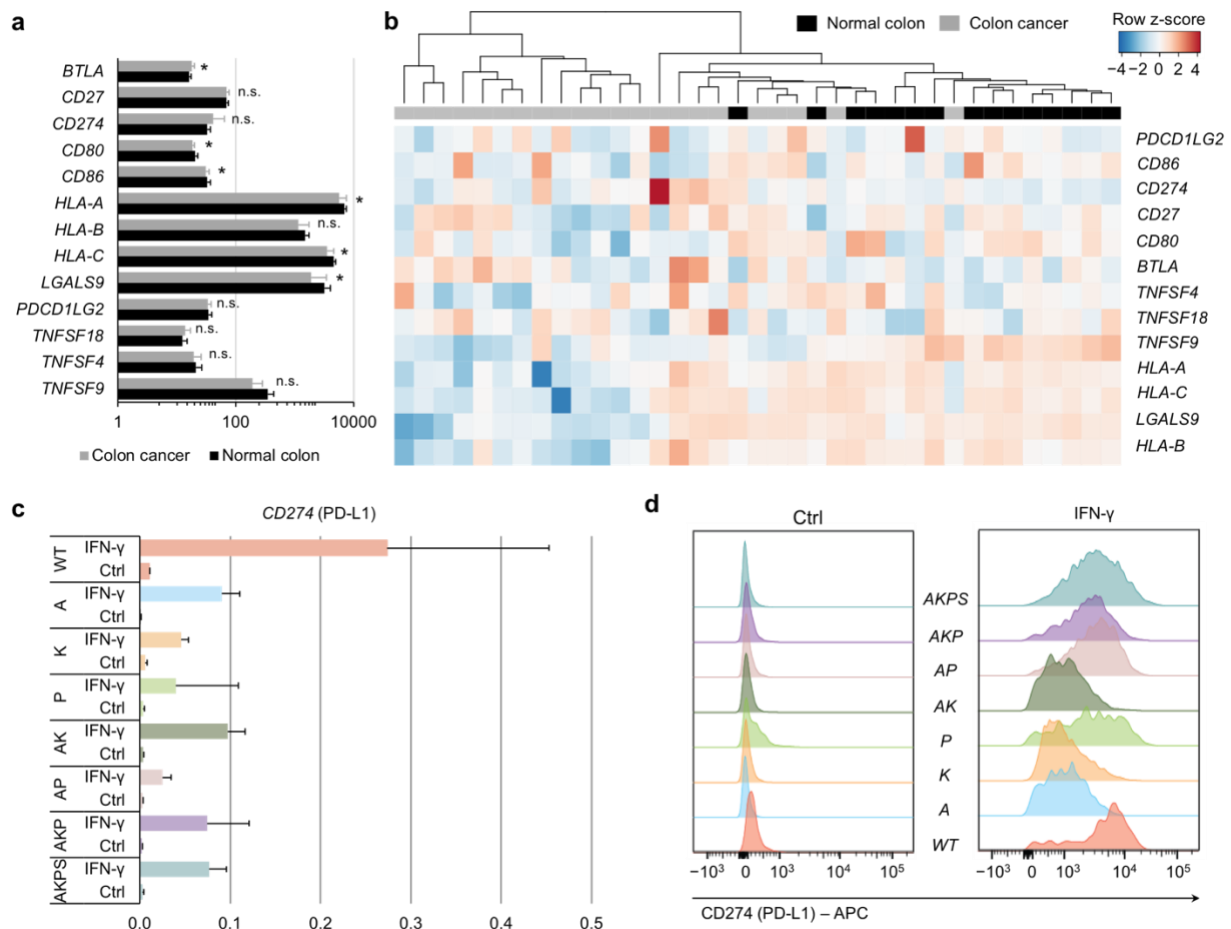 a
BTLA *
CD27 n.s.
CD274 n.s.
CD80 *
CD86 *
HLA-A *
HLA-B n.s.
HLA-C *
LGALS9 *
PDCD1LG2 n.s.
TNFSF18 n.s.
TNFSF4 n.s.
TNFSF9 n.s.
1 100 10000
Colon cancer Normal colon
b
Normal colon Colon cancer
Row z-score
−4 −2 0 2 4
PDCD1LG2
CD86
CD274
CD27
CD80
BTLA
TNFSF4
TNFSF18
TNFSF9
HLA-A
HLA-C
LGALS9
HLA-B
c
CD274 (PD-L1)
WT IFN-γ
Ctrl
A IFN-γ
Ctrl
K IFN-γ
Ctrl
P IFN-γ
Ctrl
AK IFN-γ
Ctrl
AP IFN-γ
Ctrl
AKP IFN-γ
Ctrl
AKPS IFN-γ
Ctrl
0.0 0.1 0.2 0.3 0.4 0.5
d
Ctrl IFN-γ
AKPS
AKP
AP
AK
P
K
A
WT
−10³ 0 10³ 10⁴ 10⁵
−10³ 0 10³ 10⁴ 10⁵
CD274 (PD-L1) – APC